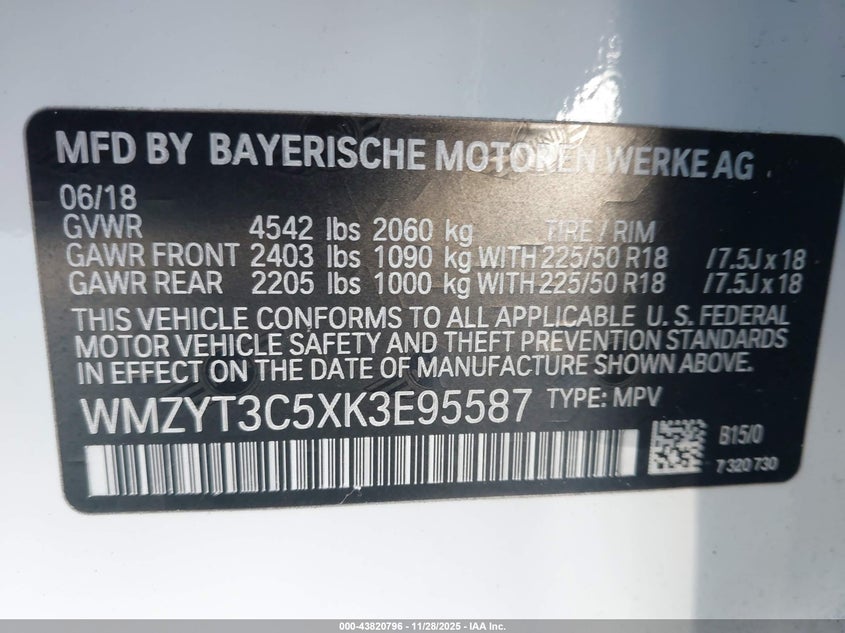 MFD BY BAYERISCHE MOTOREN WERKE AG
06/18
GVWR 4542 lbs 2060 kg TIRE / RIM
GAWR FRONT 2403 lbs 1090 kg WITH 225/50 R18 /7.5J x 18
GAWR REAR 2205 lbs 1000 kg WITH 225/50 R18 /7.5J x 18
THIS VEHICLE CONFORMS TO ALL APPLICABLE U. S. FEDERAL
MOTOR VEHICLE SAFETY AND THEFT PREVENTION STANDARDS
IN EFFECT ON THE DATE OF MANUFACTURE SHOWN ABOVE.
WMZYT3C5XK3E95587 TYPE: MPV
B15/0
7 320 730
000-43820796 - 11/28/2025 - IAA Inc.